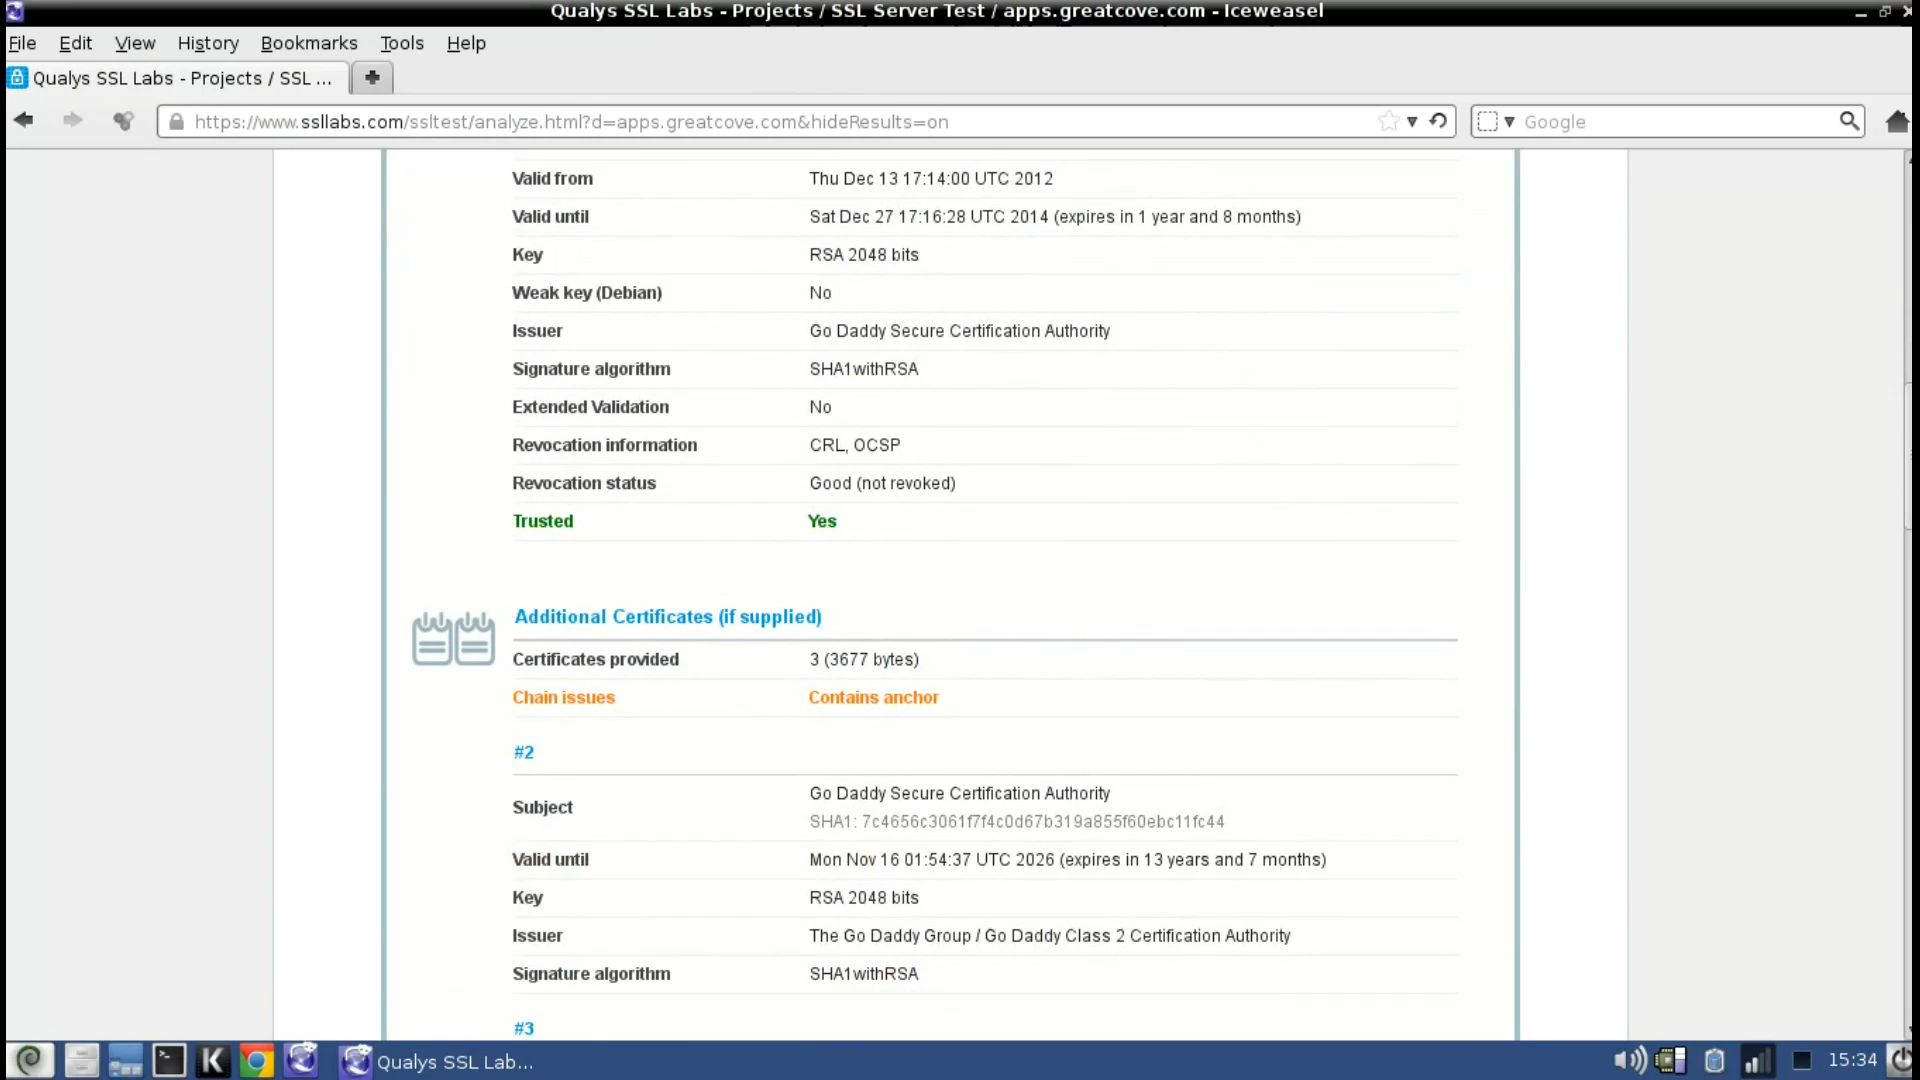 Qualys SSL Labs - Projects / SSL Server Test / apps.greatcove.com - Iceweasel
File Edit View History Bookmarks Tools Help
Qualys SSL Labs - Projects / SSL ...
https://www.ssllabs.com/ssltest/analyze.html?d=apps.greatcove.com&hideResults=on
Google
Valid from Thu Dec 13 17:14:00 UTC 2012
Valid until Sat Dec 27 17:16:28 UTC 2014 (expires in 1 year and 8 months)
Key RSA 2048 bits
Weak key (Debian) No
Issuer Go Daddy Secure Certification Authority
Signature algorithm SHA1withRSA
Extended Validation No
Revocation information CRL, OCSP
Revocation status Good (not revoked)
Trusted Yes
Additional Certificates (if supplied)
Certificates provided 3 (3677 bytes)
Chain issues Contains anchor
#2
Subject Go Daddy Secure Certification Authority
SHA1: 7c4656c3061f7f4c0d67b319a855f60ebc11fc44
Valid until Mon Nov 16 01:54:37 UTC 2026 (expires in 13 years and 7 months)
Key RSA 2048 bits
Issuer The Go Daddy Group / Go Daddy Class 2 Certification Authority
Signature algorithm SHA1withRSA
#3
K
Qualys SSL Lab...
15:34